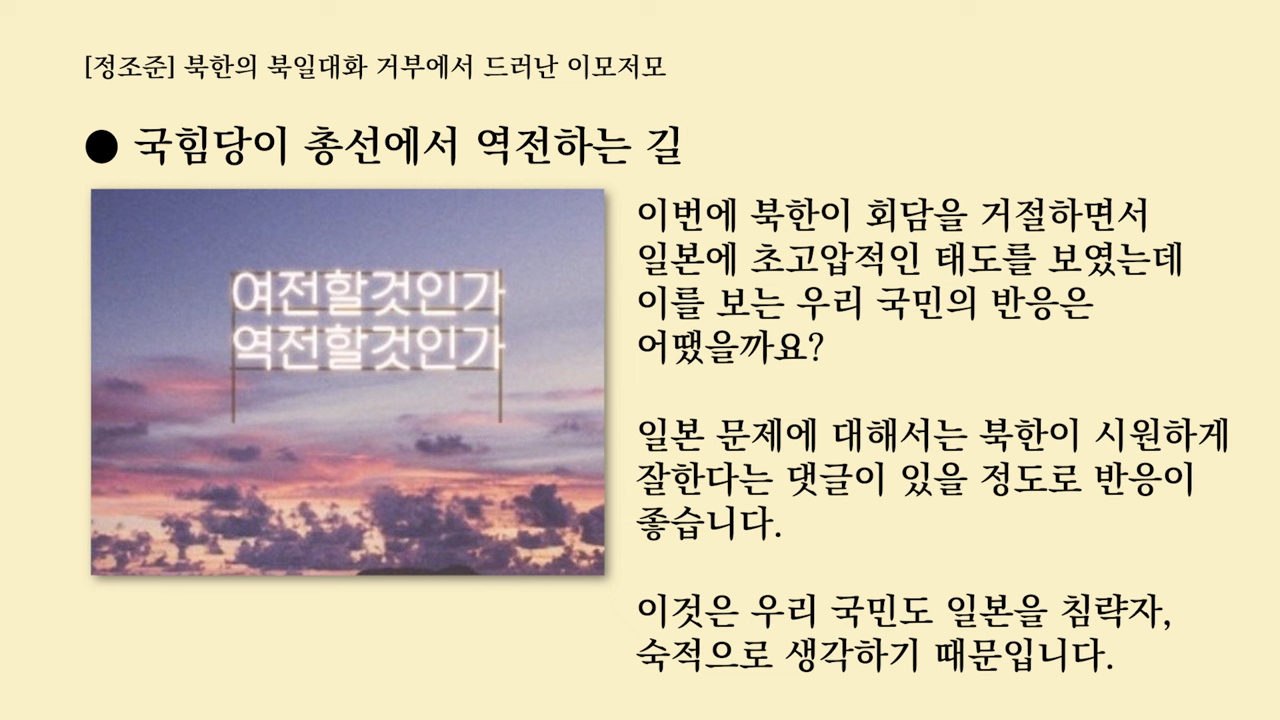 [정조준] 북한의 북일대화 거부에서 드러난 이모저모
● 국힘당이 총선에서 역전하는 길
여전할것인가
역전할것인가
이번에 북한이 회담을 거절하면서
일본에 초고압적인 태도를 보였는데
이를 보는 우리 국민의 반응은
어땠을까요?
일본 문제에 대해서는 북한이 시원하게
잘한다는 댓글이 있을 정도로 반응이
좋습니다.
이것은 우리 국민도 일본을 침략자,
숙적으로 생각하기 때문입니다.